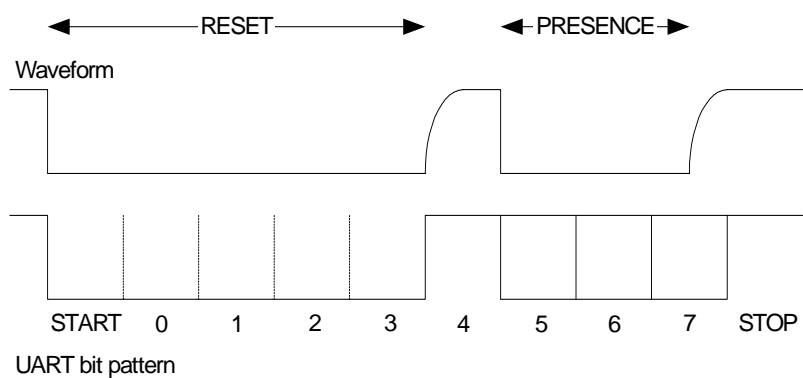 RESET PRESENCE
Waveform
START 0 1 2 3 4 5 6 7 STOP
UART bit pattern